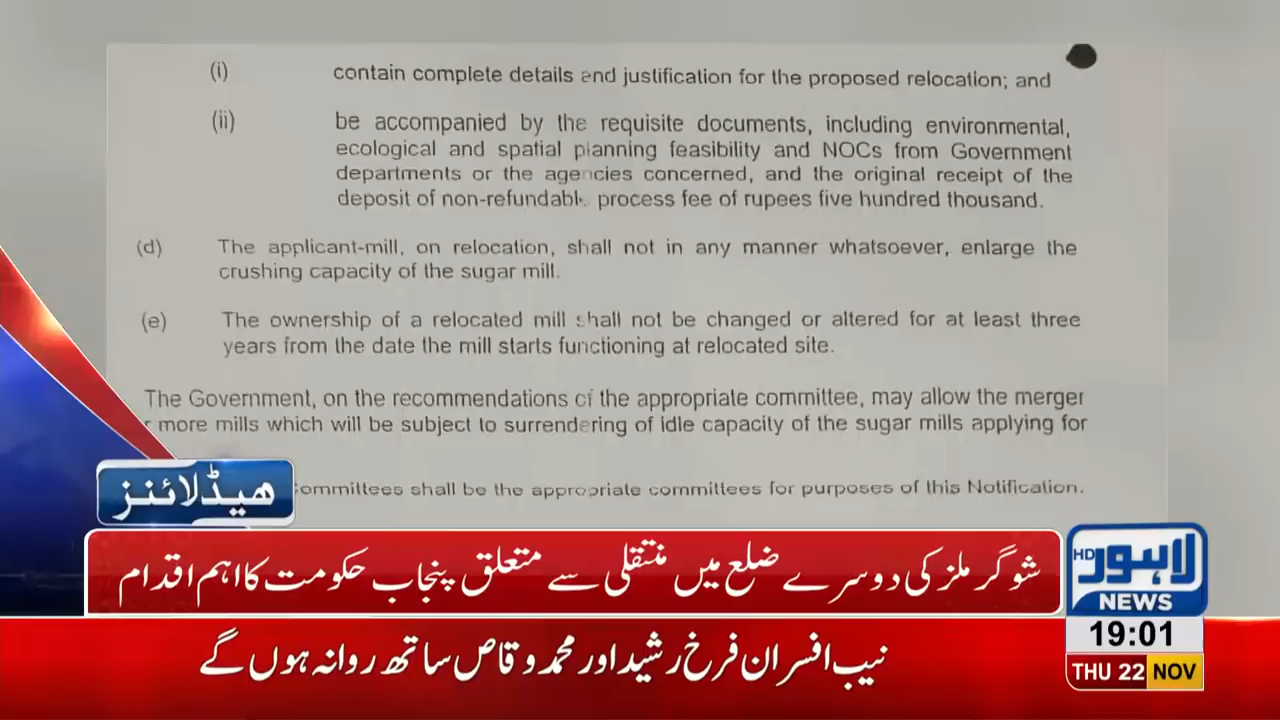 (i) contain complete details and justification for the proposed relocation; and
(ii) be accompanied by the requisite documents, including environmental,
ecological and spatial planning feasibility and NOCs from Government
departments or the agencies concerned, and the original receipt of the
deposit of non-refundable process fee of rupees five hundred thousand.
(d) The applicant-mill, on relocation, shall not in any manner whatsoever, enlarge the
crushing capacity of the sugar mill.
(e) The ownership of a relocated mill shall not be changed or altered for at least three
years from the date the mill starts functioning at relocated site.
The Government, on the recommendations of the appropriate committee, may allow the merger
more mills which will be subject to surrendering of idle capacity of the sugar mills applying for
ommittees shall be the appropriate committees for purposes of this Notification.
ھیڈلائنز
شوگر ملز کی دوسرے ضلع میں منتقلی سے متعلق پنجاب حکومت کا اہم اقدام
نیب افسران فرخ رشید اور محمد وقاص ساتھ روانہ ہوں گے
HD لاہور
NEWS
19:01
THU 22 NOV